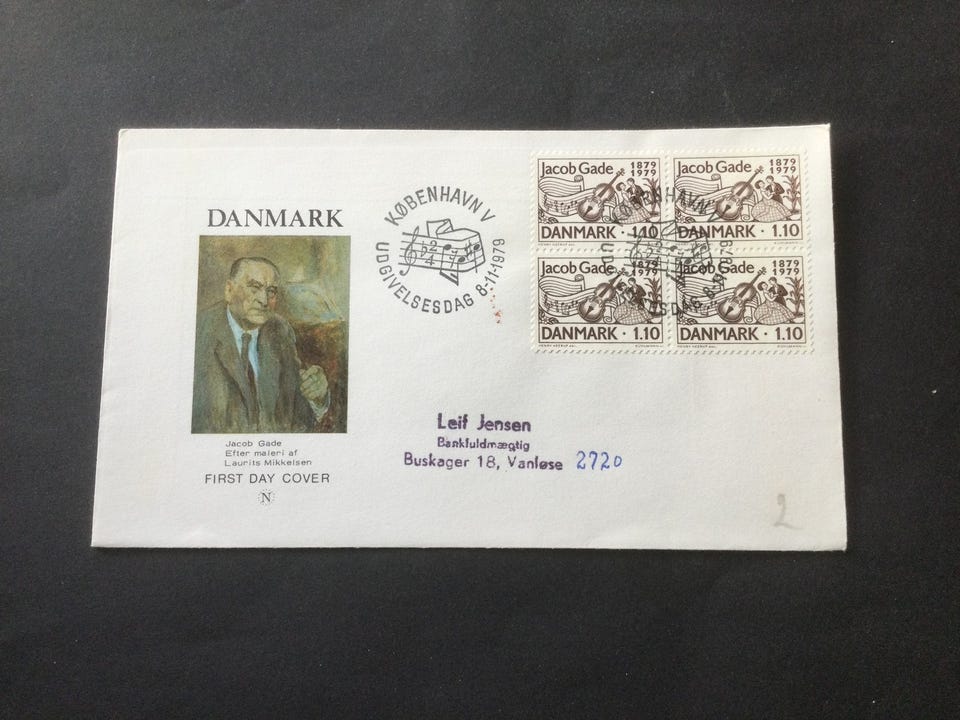 DANMARK
Jacob Gade
Efter maleri af
Laurits Mikkelsen
FIRST DAY COVER
N
KØBENHAVN V
2
4
UDGIVELSESDAG 8-11-1979
Jacob Gade 1879
1979
DANMARK · 1.10
Jacob Gade 1879
1979
DANMARK · 1.10
Jacob Gade 1879
1979
DANMARK · 1.10
Jacob Gade 1879
1979
DANMARK · 1.10
Leif Jensen
Bankfuldmægtig
Buskager 18, Vanløse 2720
2